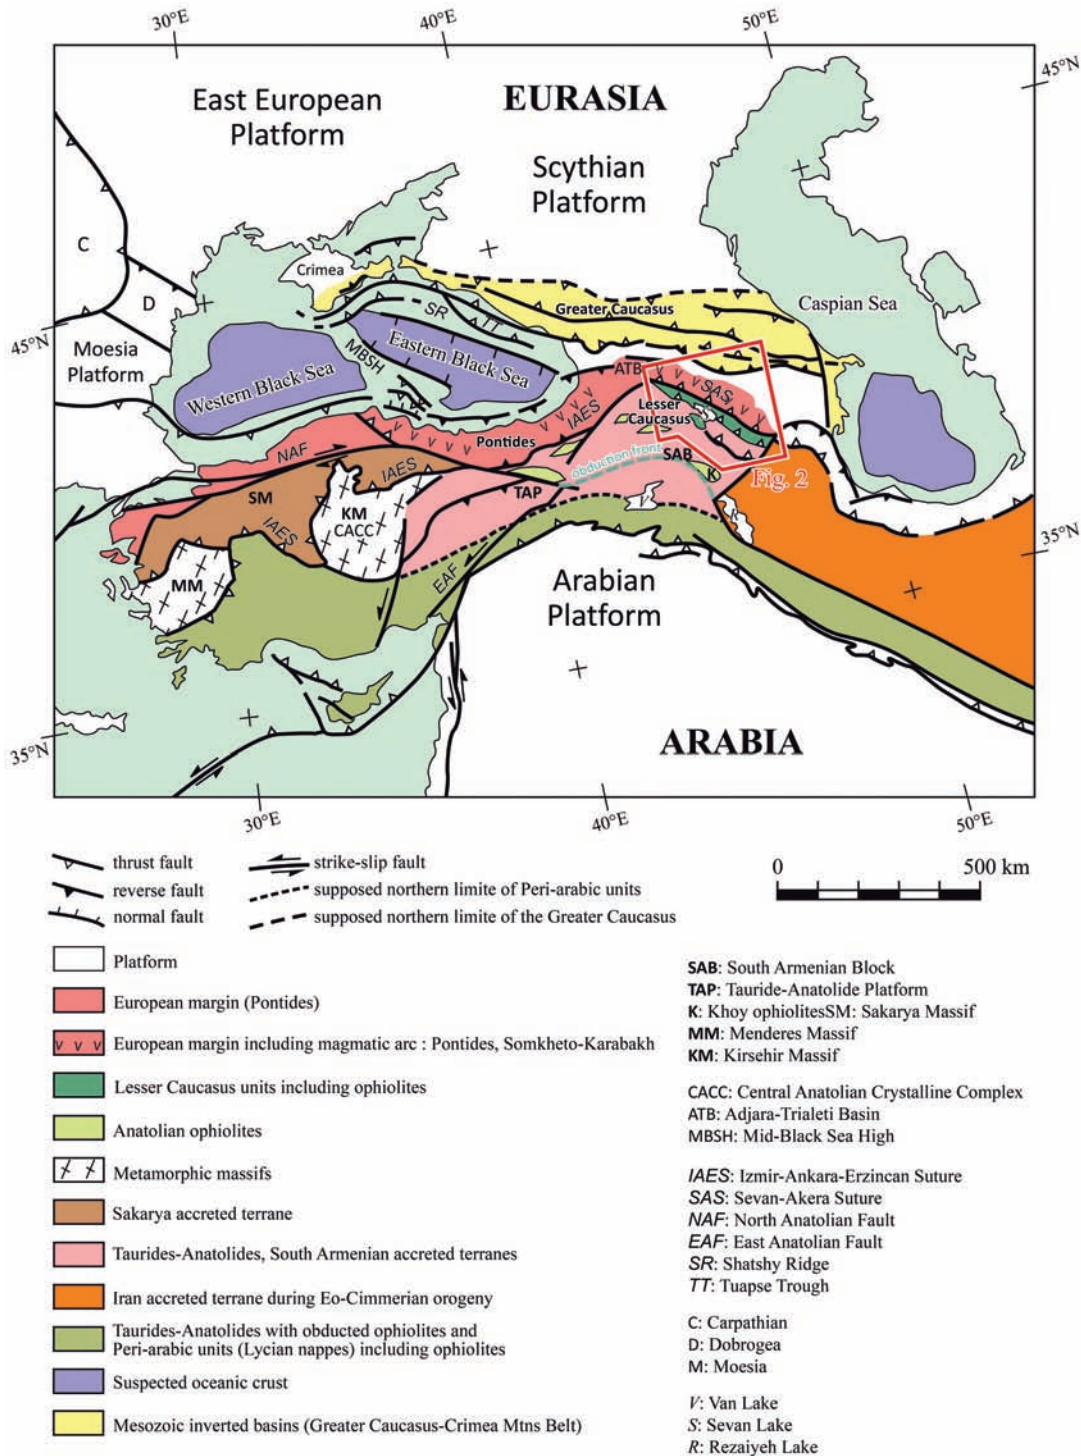 30°E
40°E
50°E
45°N
East European
Platform
EURASIA
Scythian
Platform
C
D
Crimea
Caspian Sea
Greater Caucasus
SR
TT
45°N
Moesia
Platform
Western Black Sea
MBSH
Eastern Black Sea
ATB
SAS
Lesser
Caucasus
IAES
Pontides
NAF
IAES
SAB
obduction front
K
Fig. 2
SM
KM
CACC
TAP
V
R
IAES
35°N
MM
EAF
Arabian
Platform
35°N
ARABIA
30°E
40°E
50°E
thrust fault
reverse fault
normal fault
strike-slip fault
supposed northern limite of Peri-arabic units
supposed northern limite of the Greater Caucasus
0 500 km
Platform
European margin (Pontides)
v v v
European margin including magmatic arc : Pontides, Somkheto-Karabakh
Lesser Caucasus units including ophiolites
Anatolian ophiolites
Metamorphic massifs
Sakarya accreted terrane
Taurides-Anatolides, South Armenian accreted terranes
Iran accreted terrane during Eo-Cimmerian orogeny
Taurides-Anatolides with obducted ophiolites and
Peri-arabic units (Lycian nappes) including ophiolites
Suspected oceanic crust
Mesozoic inverted basins (Greater Caucasus-Crimea Mtns Belt)
SAB: South Armenian Block
TAP: Tauride-Anatolide Platform
K: Khoy ophiolitesSM: Sakarya Massif
MM: Menderes Massif
KM: Kirsehir Massif
CACC: Central Anatolian Crystalline Complex
ATB: Adjara-Trialeti Basin
MBSH: Mid-Black Sea High
IAES: Izmir-Ankara-Erzincan Suture
SAS: Sevan-Akera Suture
NAF: North Anatolian Fault
EAF: East Anatolian Fault
SR: Shatshy Ridge
TT: Tuapse Trough
C: Carpathian
D: Dobrogea
M: Moesia
V: Van Lake
S: Sevan Lake
R: Rezaiyeh Lake